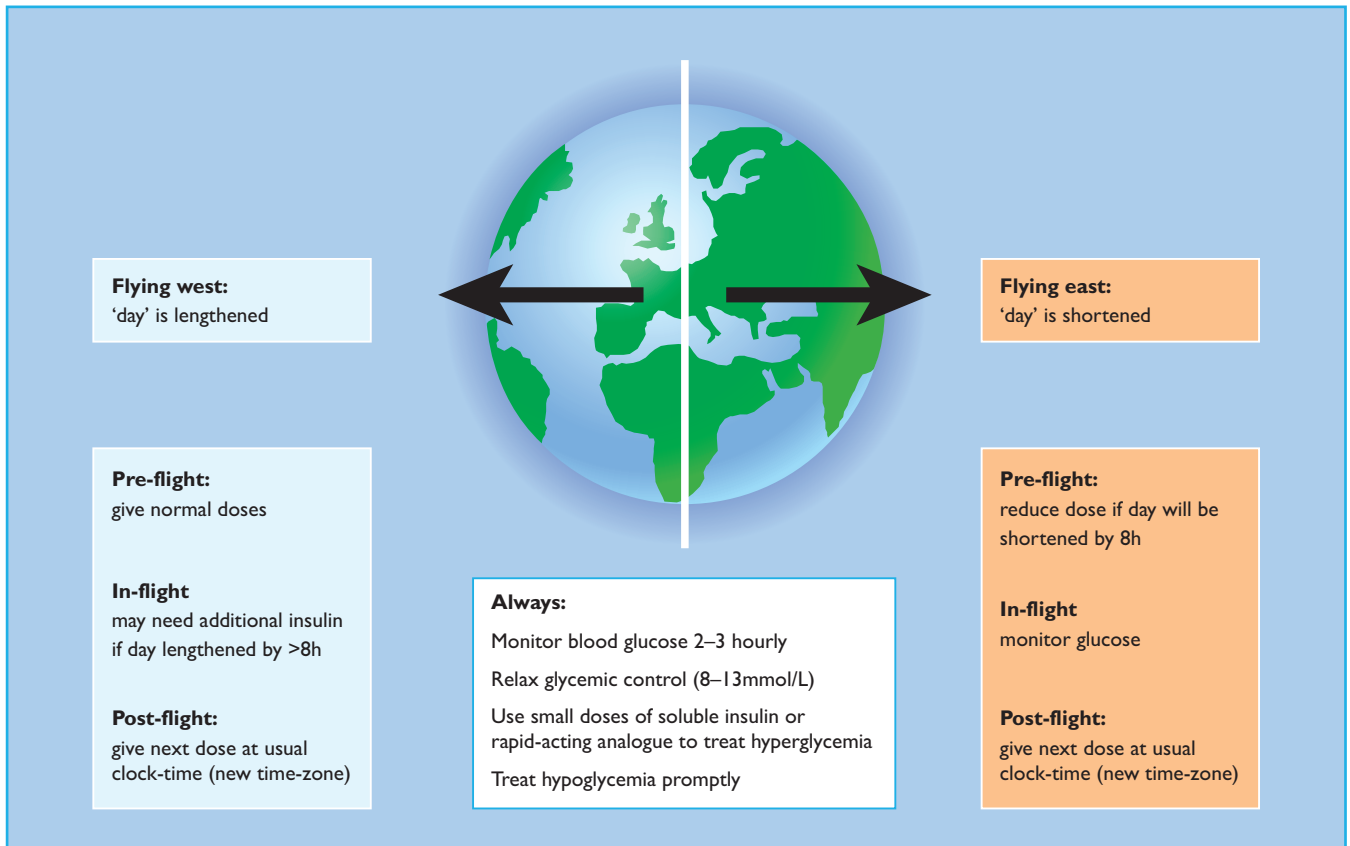 Flying west:
‘day’ is lengthened
Flying east:
‘day’ is shortened
Pre-flight:
give normal doses
In-flight
may need additional insulin
if day lengthened by >8h
Post-flight:
give next dose at usual
clock-time (new time-zone)
Always:
Monitor blood glucose 2–3 hourly
Relax glycemic control (8–13mmol/L)
Use small doses of soluble insulin or
rapid-acting analogue to treat hyperglycemia
Treat hypoglycemia promptly
Pre-flight:
reduce dose if day will be
shortened by 8h
In-flight
monitor glucose
Post-flight:
give next dose at usual
clock-time (new time-zone)